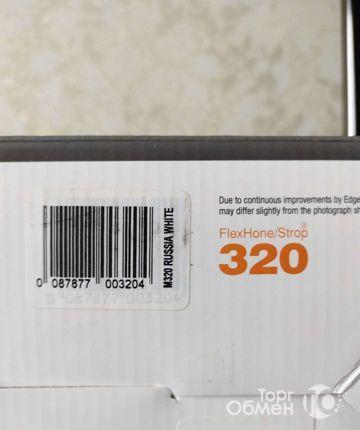 Due to continuous improvements by Edge
may differ slightly from the photograph sh
FlexHone/Strop®
320
M320 RUSSIA WHITE
0 087877 003204
0 087877 003204
Торг
Обмен